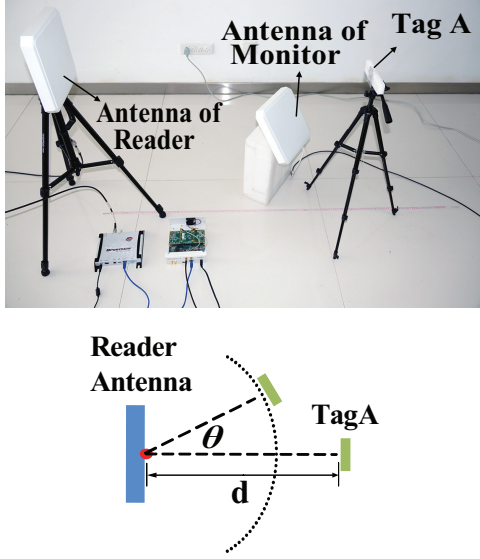 Antenna of
Monitor
Tag A
Antenna of
Reader
Reader
Antenna
TagA
θ
d